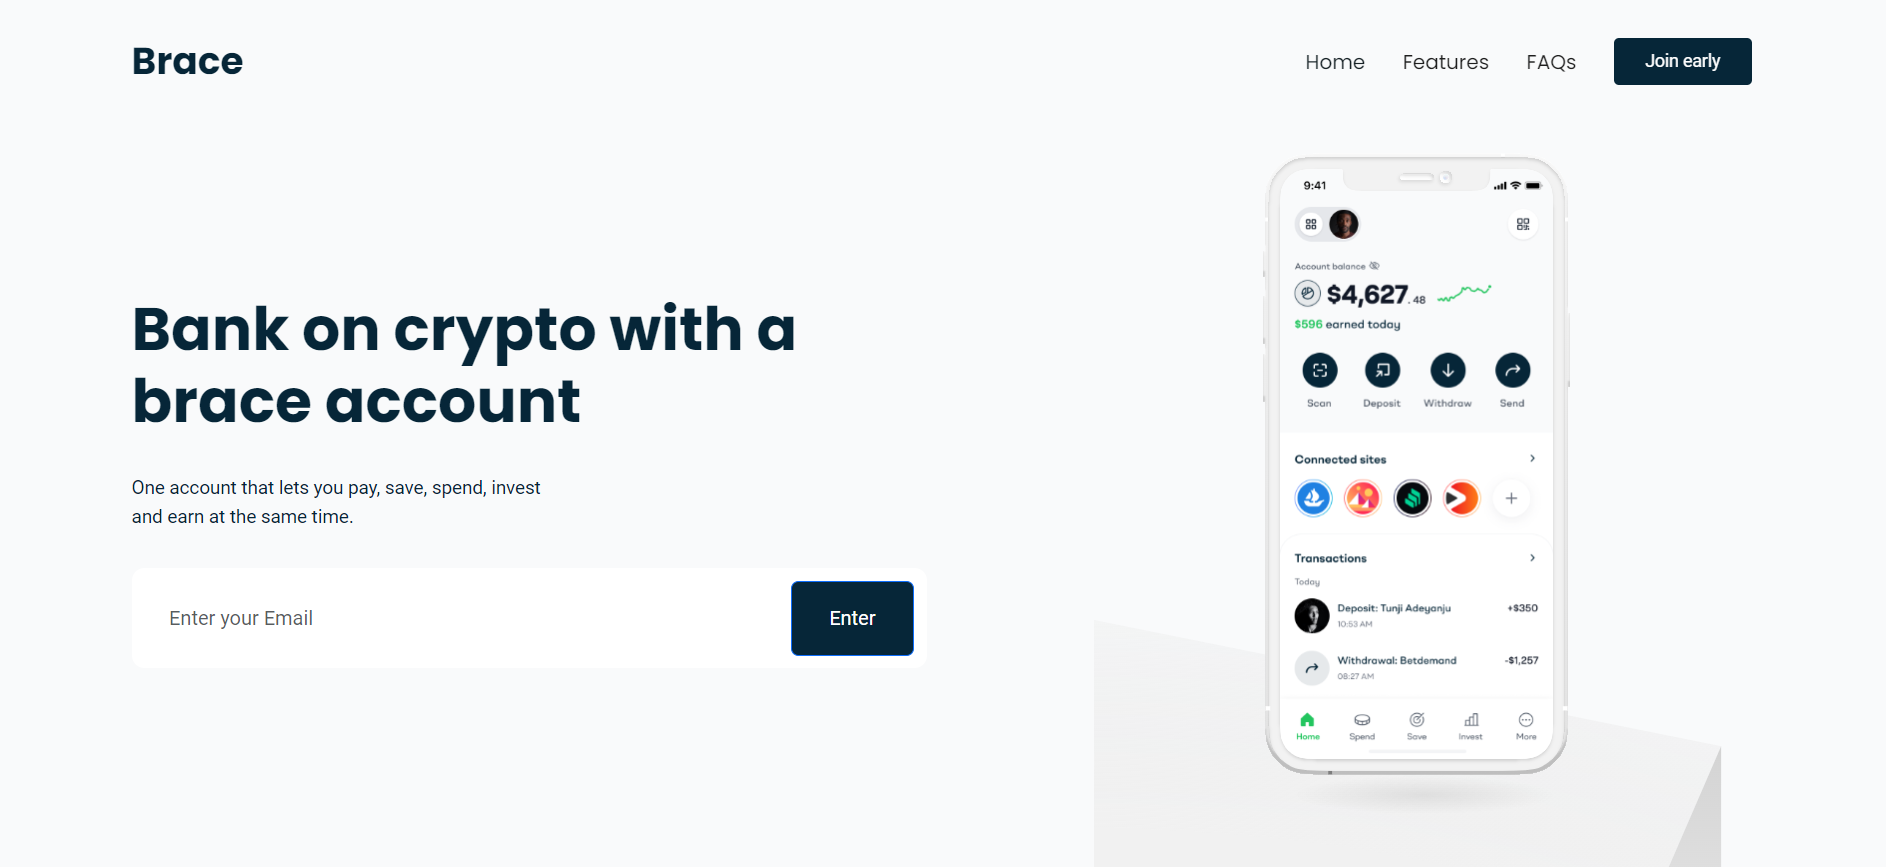 Brace
Home Features FAQs Join early
Bank on crypto with a
brace account
One account that lets you pay, save, spend, invest
and earn at the same time.
Enter your Email
Enter
9:41
Account balance
$4,627.48
$596 earned today
Scan Deposit Withdraw Send
Connected sites
Transactions
Today
Deposit: Tunji Adeyanju +$350
10:53 AM
Withdrawal: Betdemand -$1,257
08:27 AM
Home Spend Save Invest More